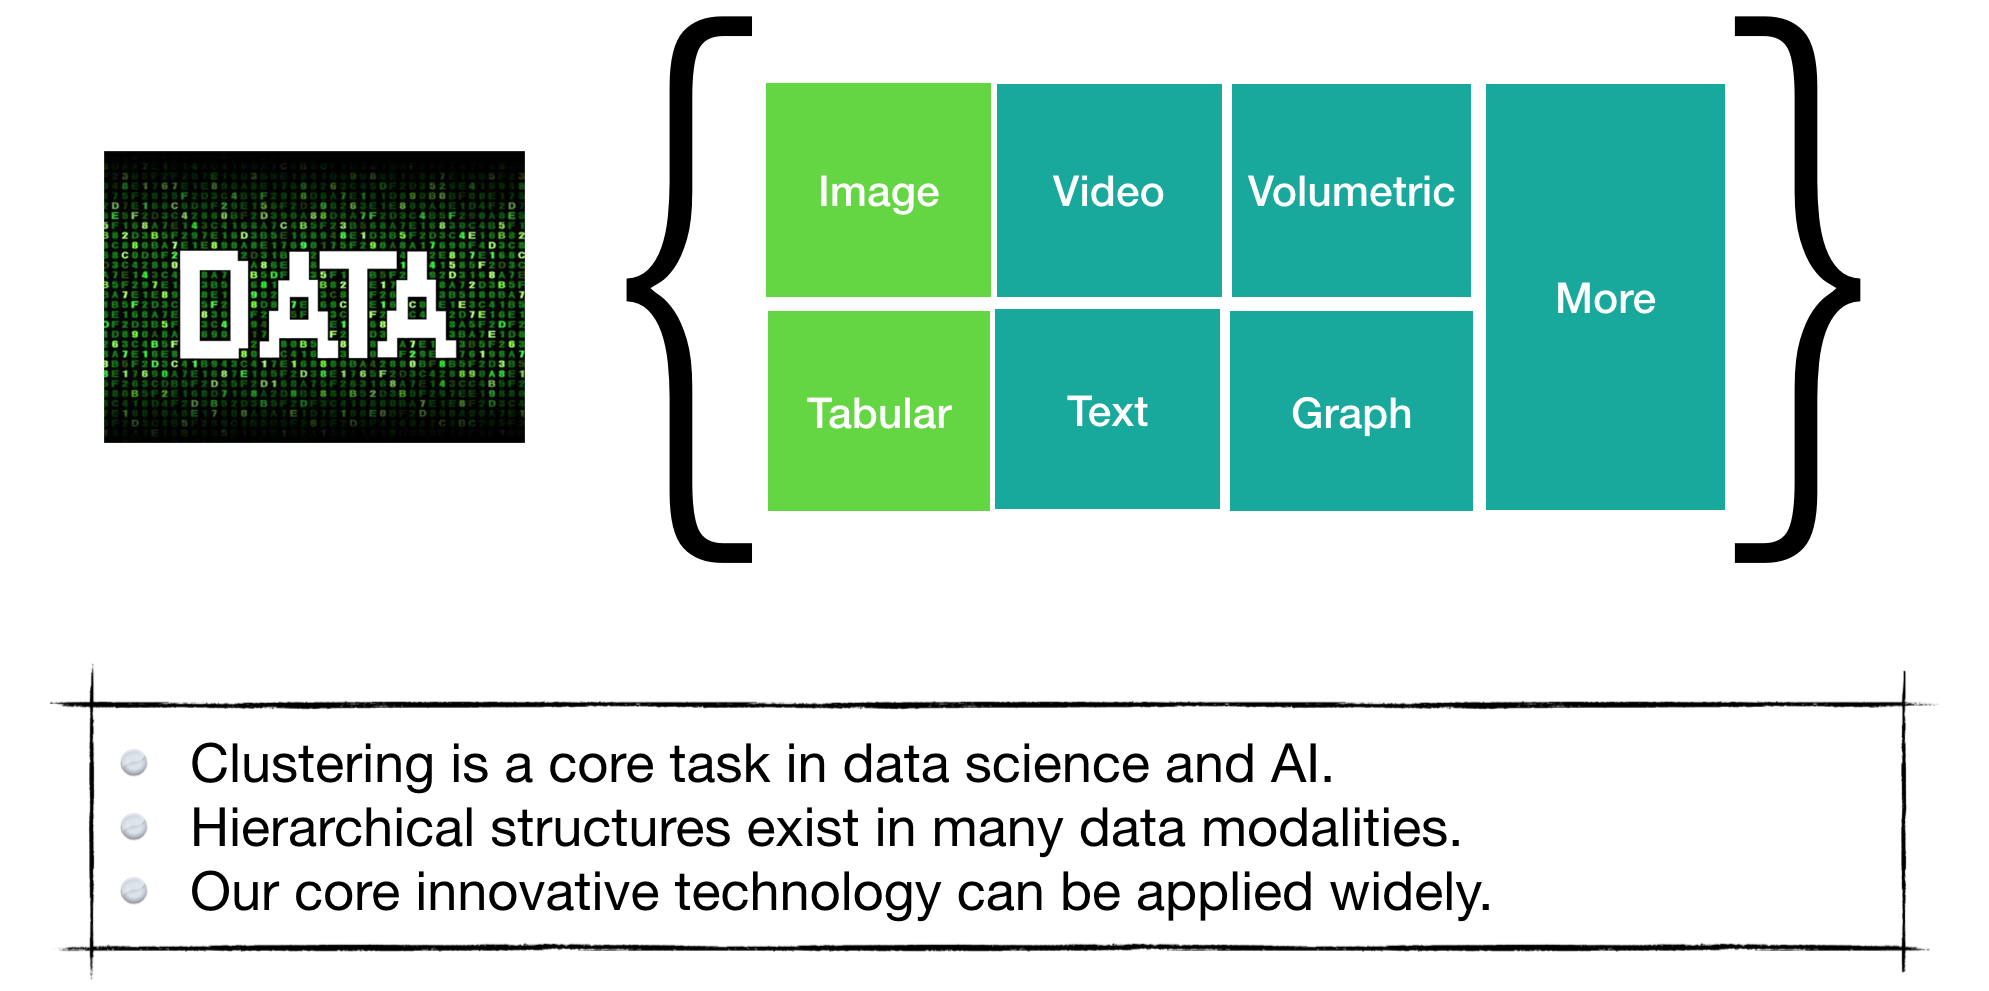 DATA
Image
Video
Volumetric
More
Tabular
Text
Graph
Clustering is a core task in data science and AI.
Hierarchical structures exist in many data modalities.
Our core innovative technology can be applied widely.